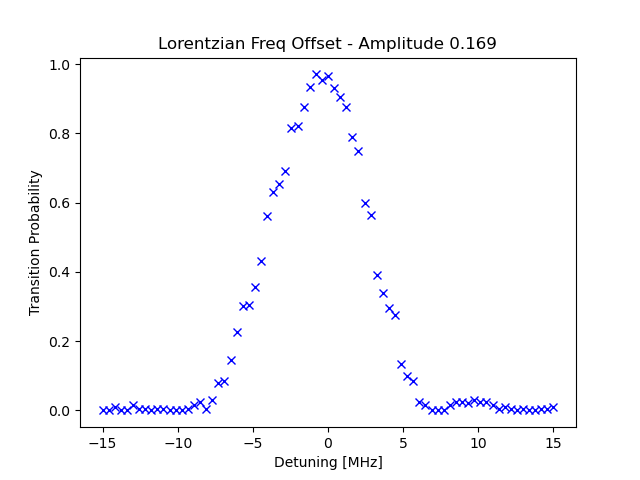 Lorentzian Freq Offset - Amplitude 0.169
Transition Probability
1.0
0.8
0.6
0.4
0.2
0.0
−15 −10 −5 0 5 10 15
Detuning [MHz]